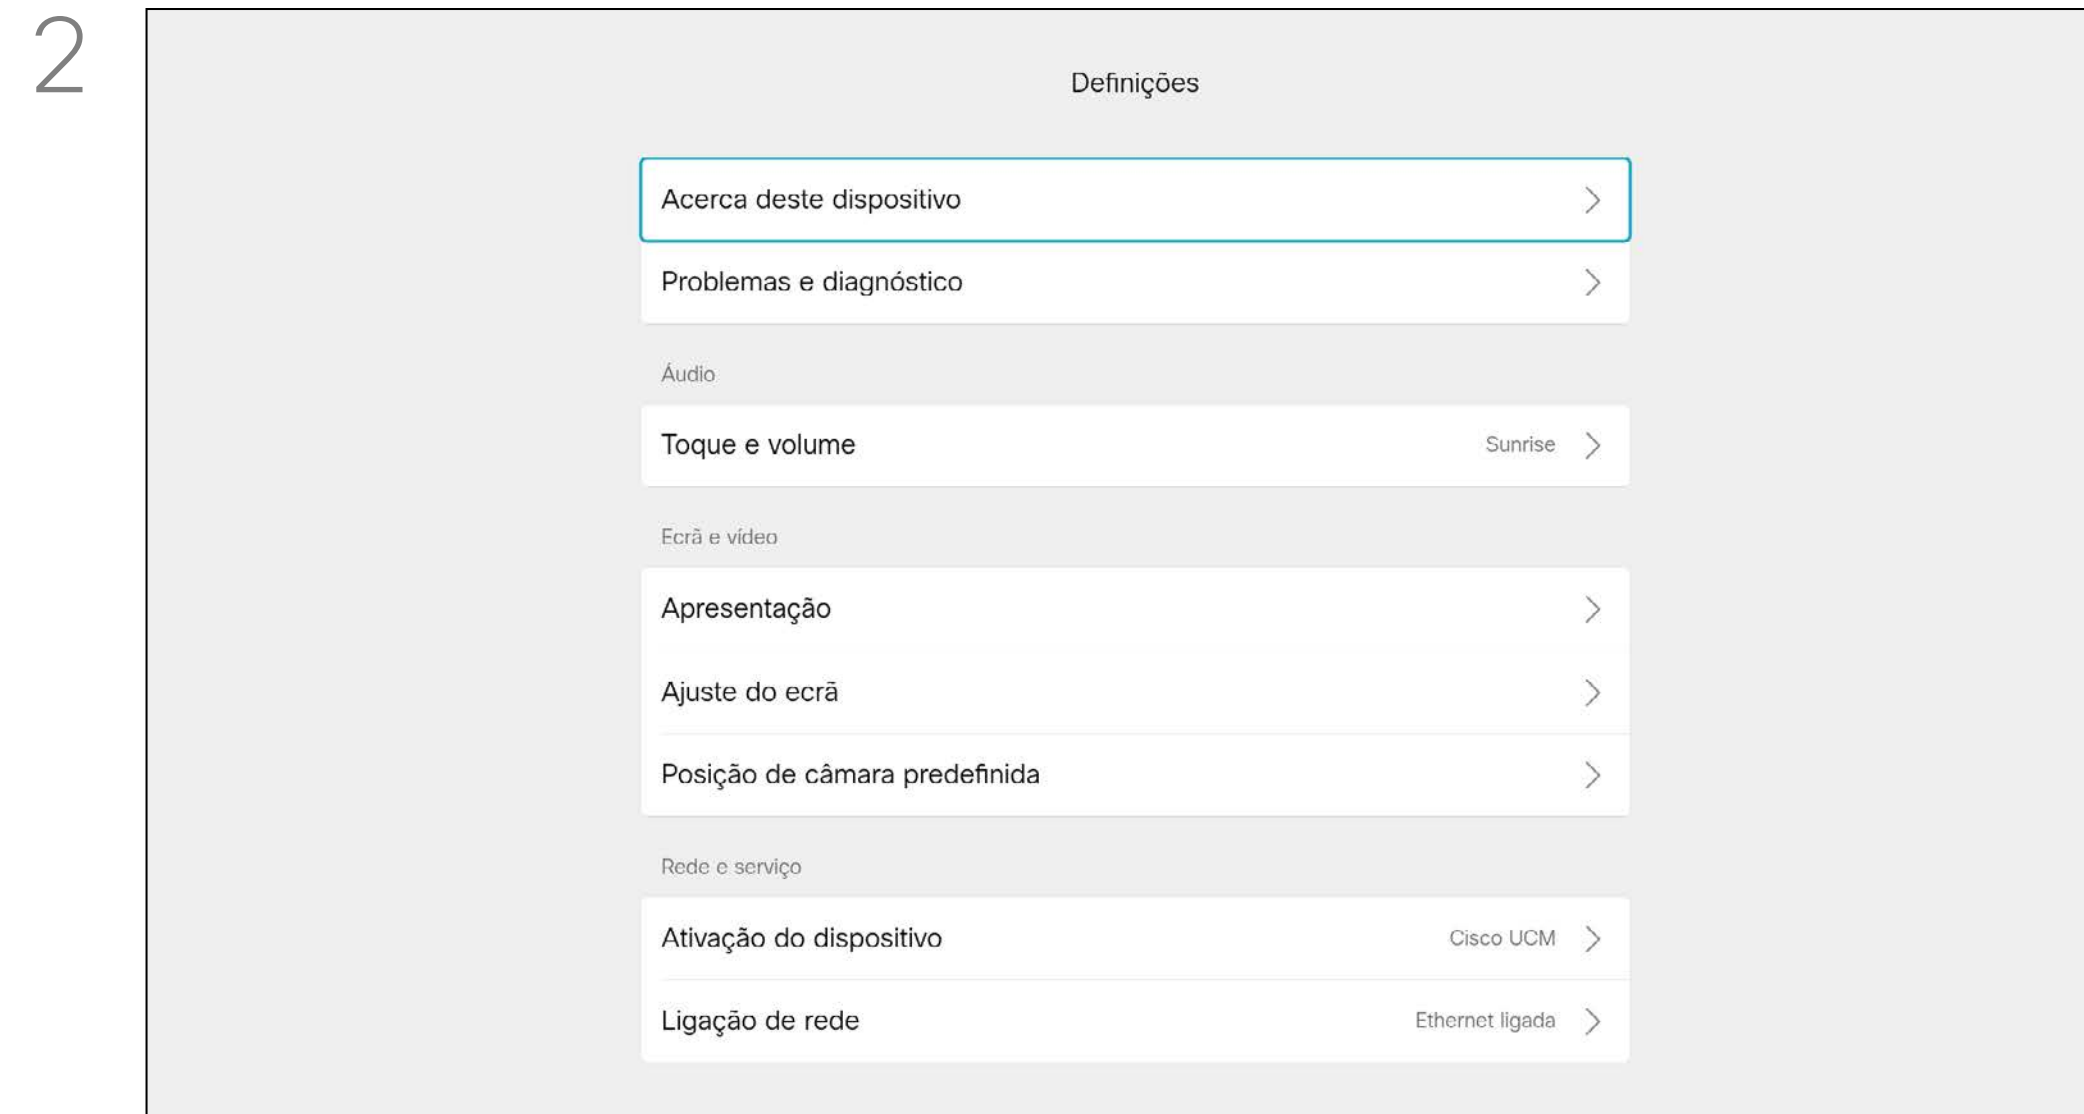 2
Definições
Acerca deste dispositivo
Problemas e diagnóstico
Áudio
Toque e volume Sunrise
Ecrã e vídeo
Apresentação
Ajuste do ecrã
Posição de câmara predefinida
Rede e serviço
Ativação do dispositivo Cisco UCM
Ligação de rede Ethernet ligada